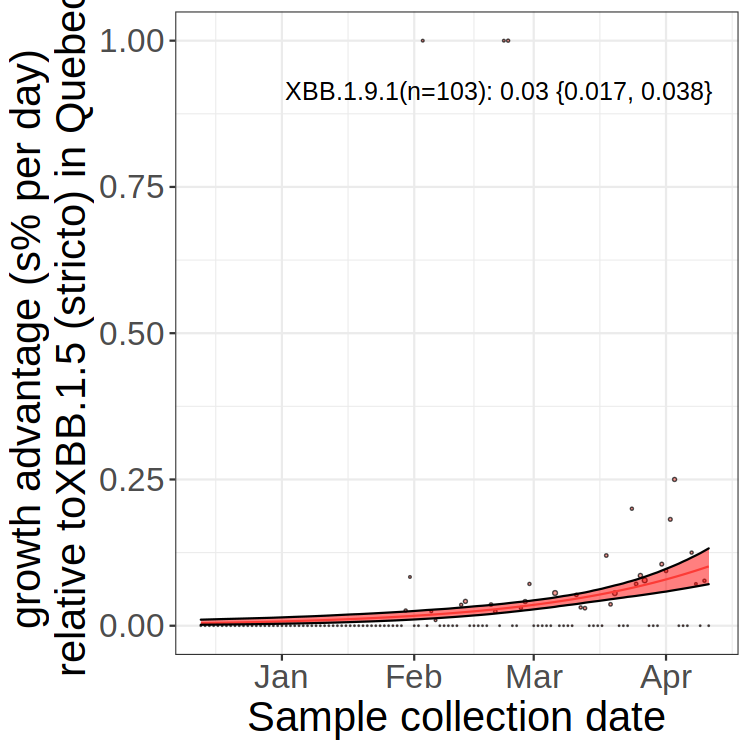 growth advantage (s% per day)
relative toXBB.1.5 (stricto) in Quebec
1.00
0.75
0.50
0.25
0.00
XBB.1.9.1(n=103): 0.03 {0.017, 0.038}
Jan Feb Mar Apr
Sample collection date